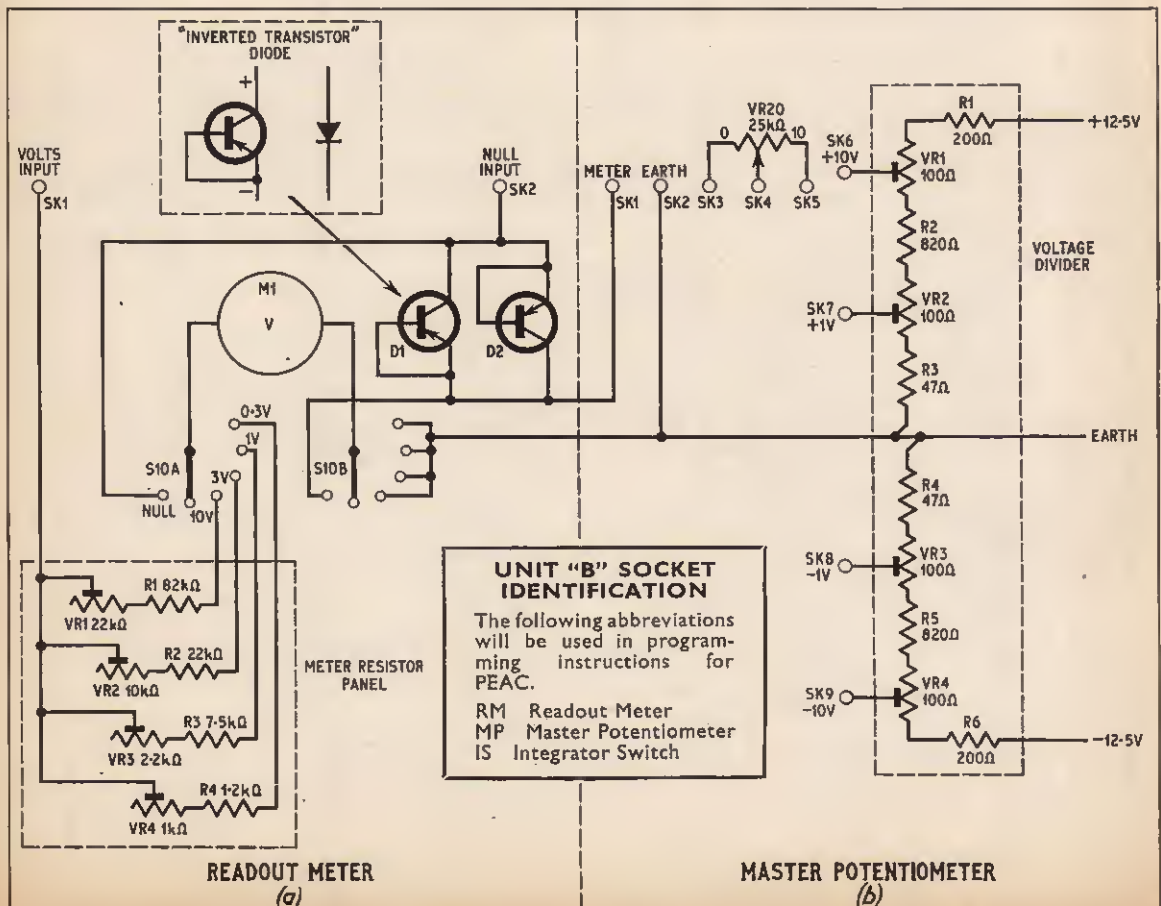 "INVERTED TRANSISTOR"
DIODE
+
−
VOLTS
INPUT
SK1
NULL
INPUT
SK2
METER EARTH
SK1 SK2
VR20
25kΩ
0 10
SK3 SK4 SK5
SK6
+10V
R1
200Ω
+12·5V
VR1
100Ω
R2
820Ω
VOLTAGE
DIVIDER
SK7
+1V
VR2
100Ω
R3
47Ω
EARTH
M1
V
D1
D2
0·3V
1V
3V
10V
S10A
NULL
S10B
R4
47Ω
SK8
-1V
VR3
100Ω
R5
820Ω
SK9
-10V
VR4
100Ω
R6
200Ω
-12·5V
R1 82kΩ
VR1 22kΩ
R2 22kΩ
VR2 10kΩ
R3 7·5kΩ
VR3 2·2kΩ
R4 1·2kΩ
VR4 1kΩ
METER RESISTOR
PANEL
UNIT "B" SOCKET
IDENTIFICATION
The following abbreviations
will be used in program-
ming instructions for
PEAC.
RM Readout Meter
MP Master Potentiometer
IS Integrator Switch
READOUT METER
(a)
MASTER POTENTIOMETER
(b)